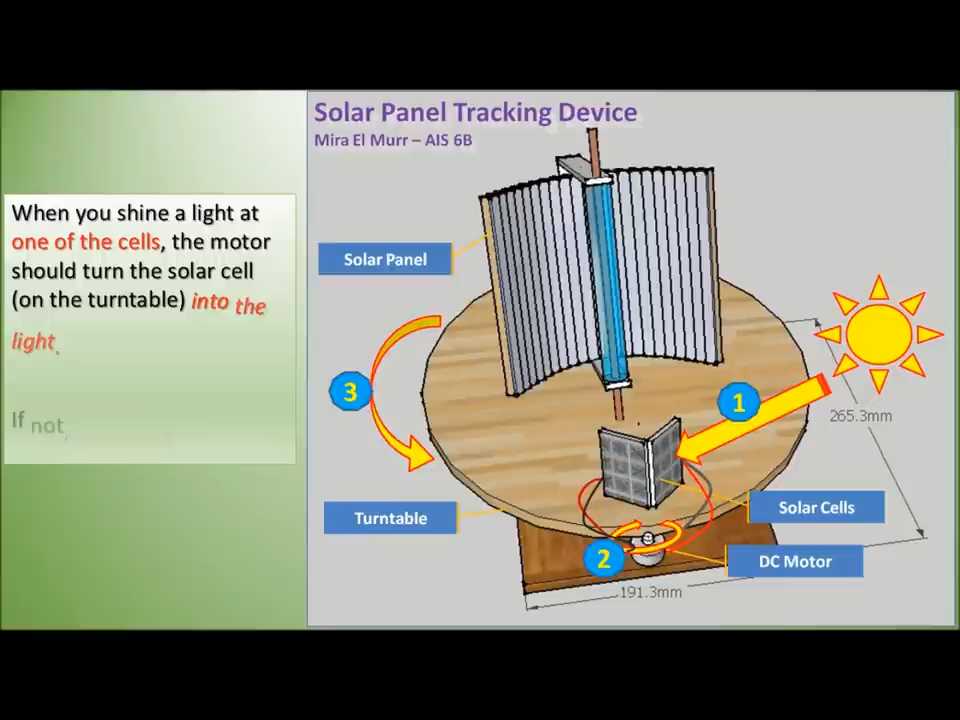 Solar Panel Tracking Device
Mira El Murr – AIS 6B
When you shine a light at
one of the cells, the motor
should turn the solar cell
(on the turntable) into the
light.
If not,
Solar Panel
3
1
265.3mm
Turntable
Solar Cells
2
DC Motor
191.3mm